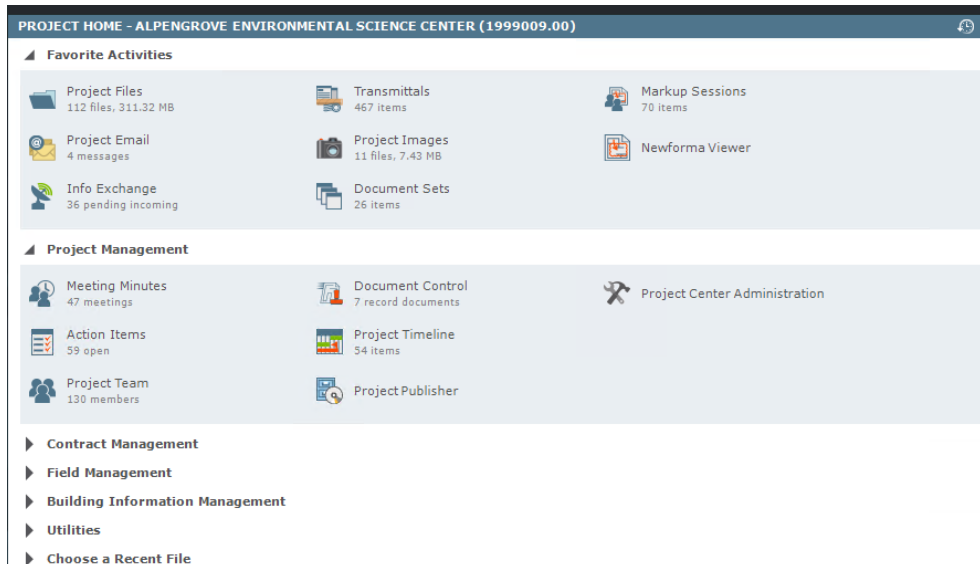 PROJECT HOME - ALPENGROVE ENVIRONMENTAL SCIENCE CENTER (1999009.00)
Favorite Activities
Project Files
112 files, 311.32 MB
Transmittals
467 items
Markup Sessions
70 items
Project Email
4 messages
Project Images
11 files, 7.43 MB
Newforma Viewer
Info Exchange
36 pending incoming
Document Sets
26 items
Project Management
Meeting Minutes
47 meetings
Document Control
7 record documents
Project Center Administration
Action Items
59 open
Project Timeline
54 items
Project Team
130 members
Project Publisher
Contract Management
Field Management
Building Information Management
Utilities
Choose a Recent File